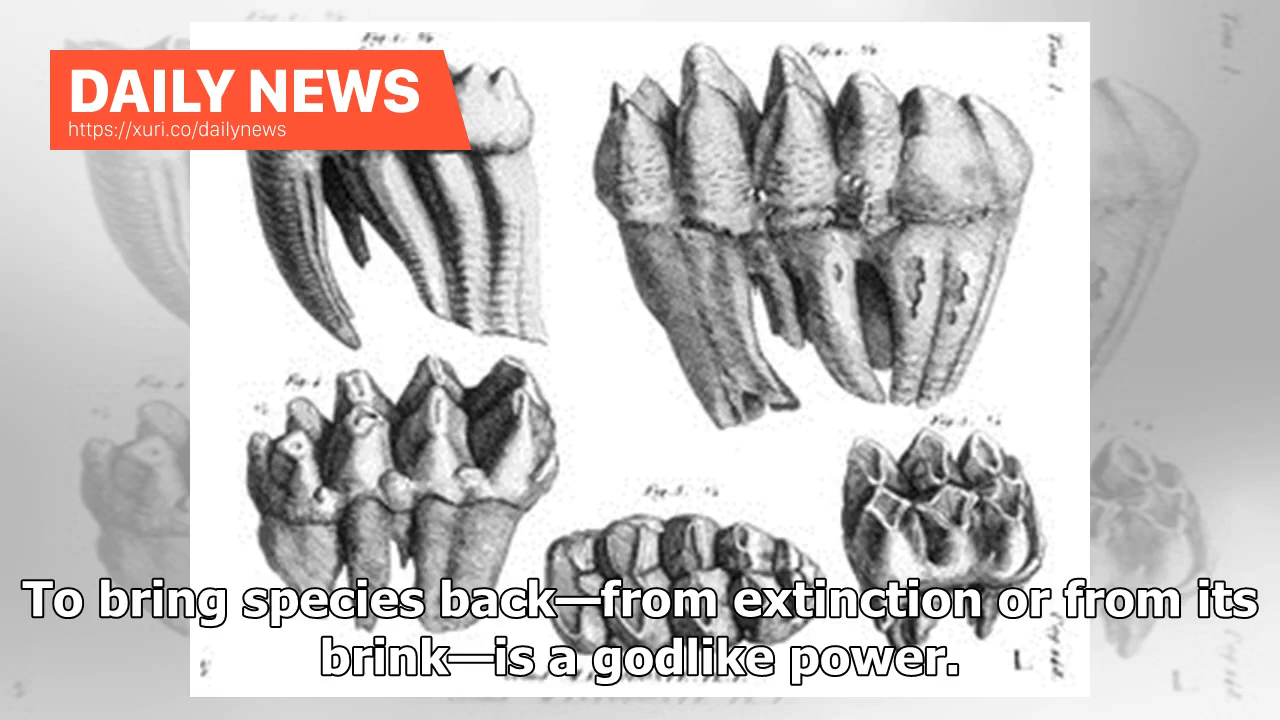 DAILY NEWS
https://xuri.co/dailynews
To bring species back—from extinction or from its
brink—is a godlike power.